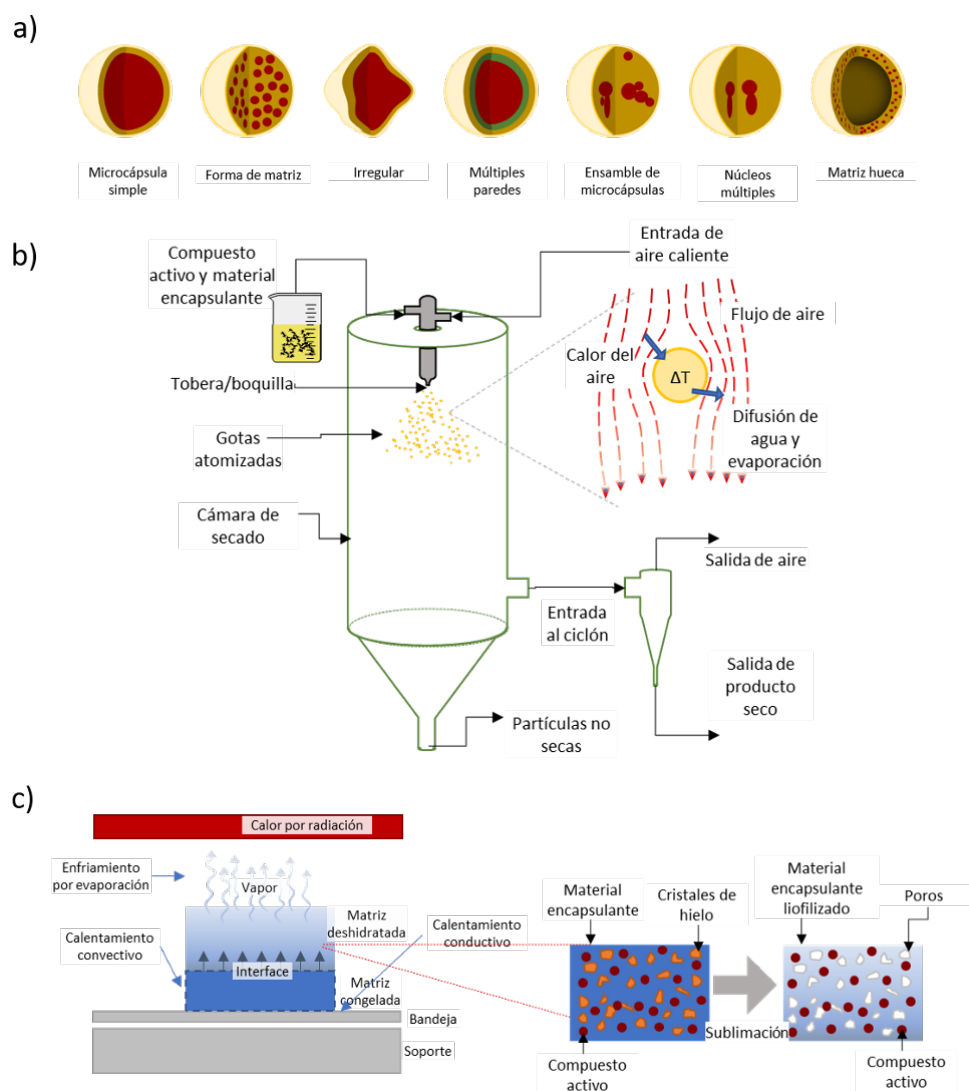 a)
Microcápsula
simple
Forma de matriz
Irregular
Múltiples
paredes
Ensamble de
microcápsulas
Núcleos
múltiples
Matriz hueca
b)
Compuesto
activo y material
encapsulante
Entrada de
aire caliente
Flujo de aire
Calor del
aire
ΔT
Tobera/boquilla
Difusión de
agua y
evaporación
Gotas
atomizadas
Cámara de
secado
Salida de aire
Entrada
al ciclón
Salida de
producto
seco
Partículas no
secas
c)
Calor por radiación
Enfriamiento
por evaporación
Vapor
Material
encapsulante
Cristales de
hielo
Material
encapsulante
liofilizado
Poros
Matriz
deshidratada
Calentamiento
conductivo
Calentamiento
convectivo
Interface
Matriz
congelada
Bandeja
Sublimación
Soporte
Compuesto
activo
Compuesto
activo